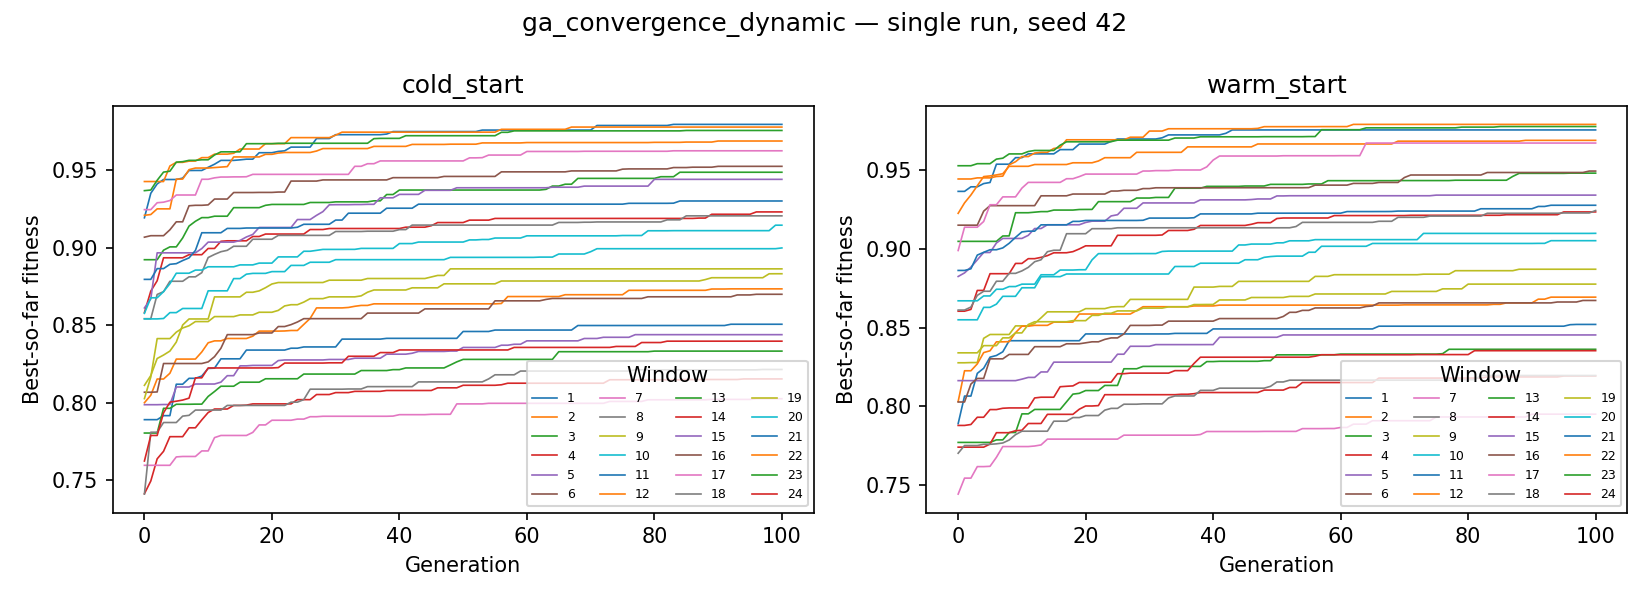 ga_convergence_dynamic — single run, seed 42
cold_start
Best-so-far fitness
0.95
0.90
0.85
0.80
0.75
0 20 40 60 80 100
Generation
Window
1 7 13 19
2 8 14 20
3 9 15 21
4 10 16 22
5 11 17 23
6 12 18 24
warm_start
Best-so-far fitness
0.95
0.90
0.85
0.80
0.75
0 20 40 60 80 100
Generation
Window
1 7 13 19
2 8 14 20
3 9 15 21
4 10 16 22
5 11 17 23
6 12 18 24